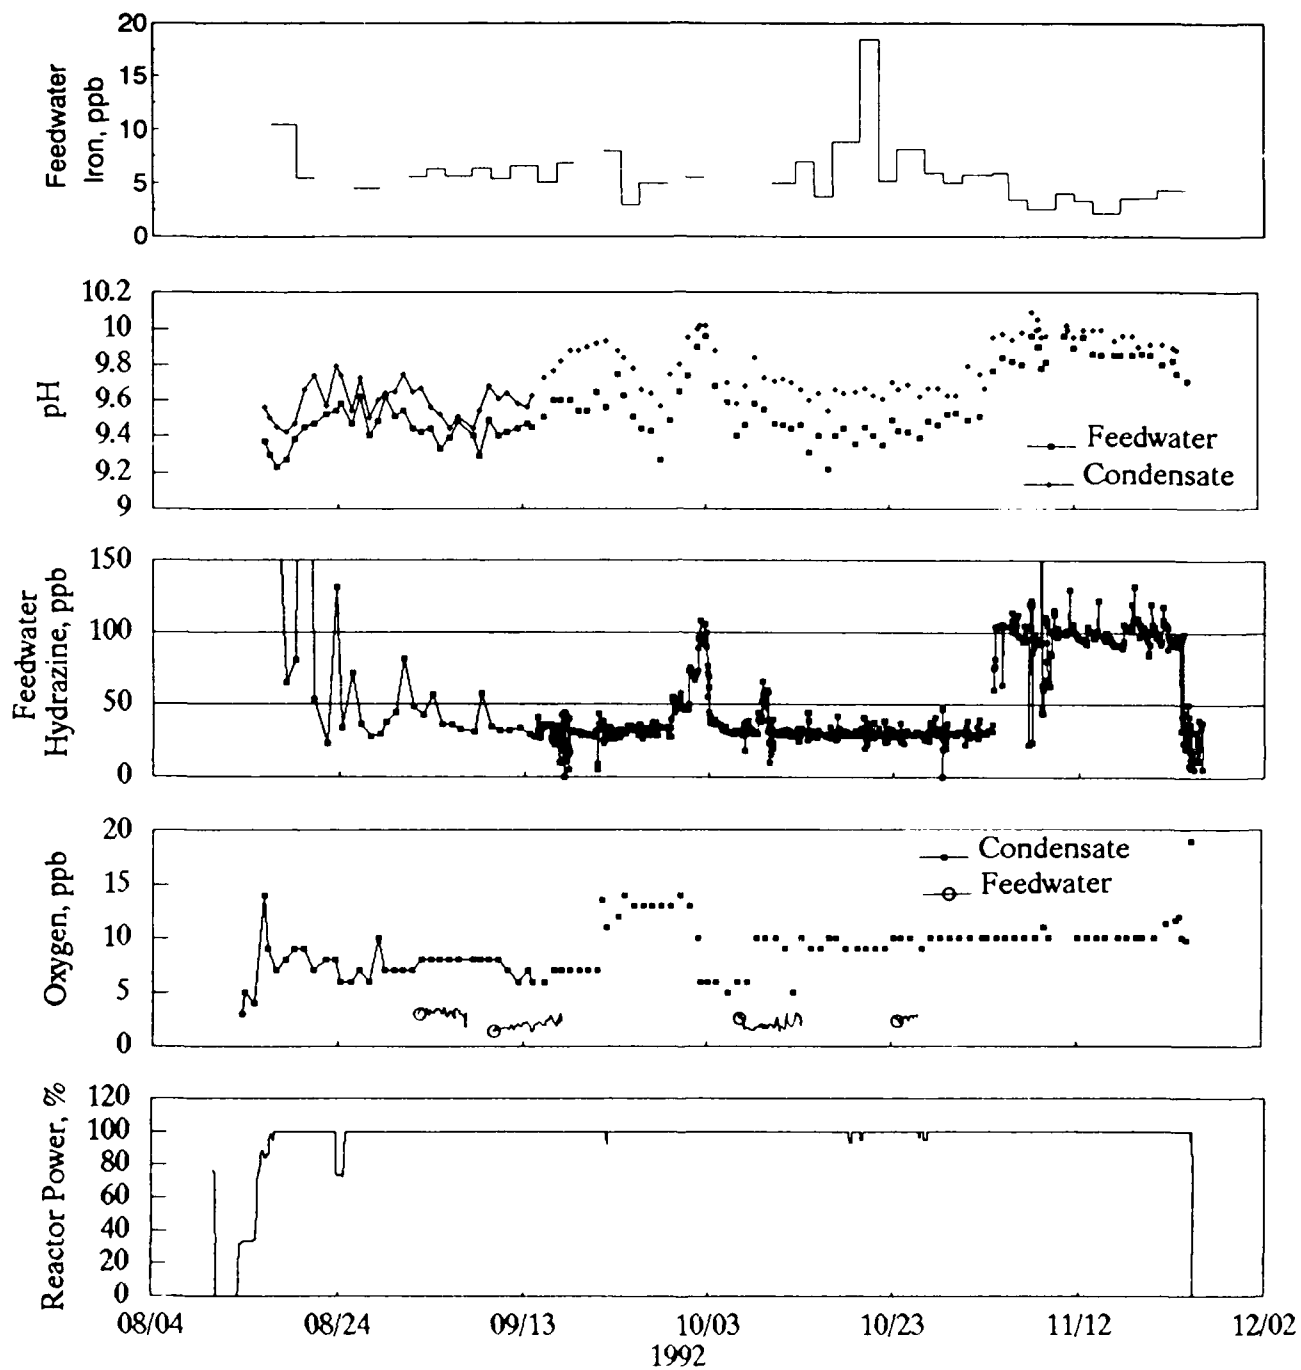 Feedwater
Iron, ppb
20
15
10
5
0
pH
10.2
10
9.8
9.6
9.4
9.2
9
Feedwater
Condensate
Feedwater
Hydrazine, ppb
150
100
50
0
Oxygen, ppb
20
15
10
5
0
Condensate
Feedwater
Reactor Power, %
120
100
80
60
40
20
0
08/04 08/24 09/13 10/03 10/23 11/12 12/02
1992